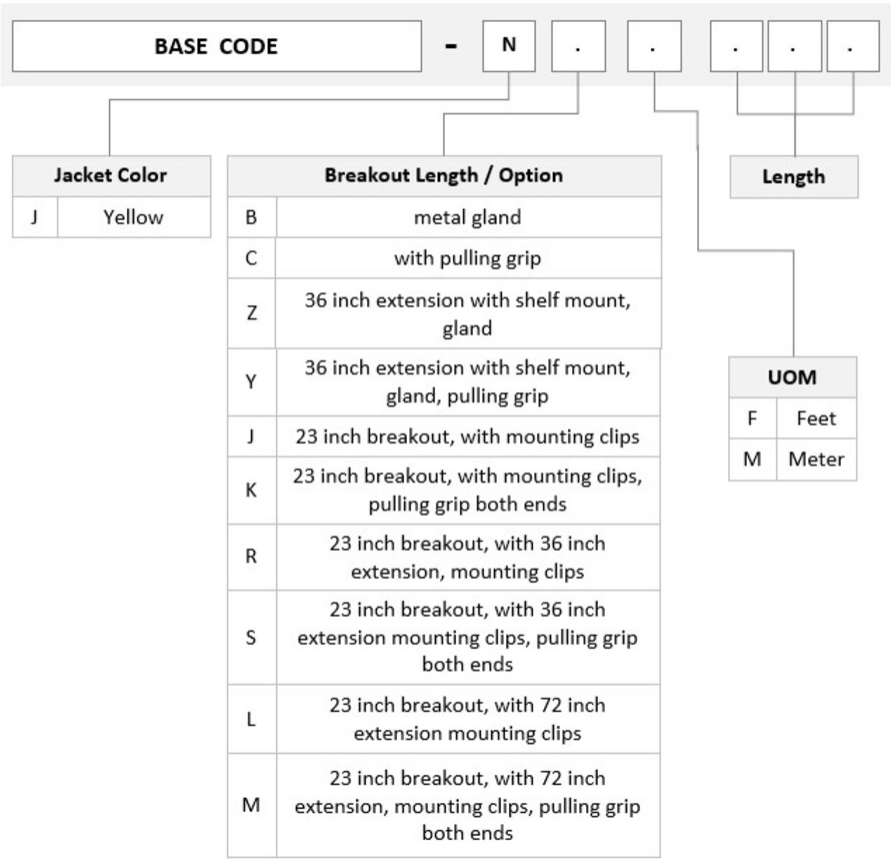 BASE CODE - N . . . . .
Jacket Color
J Yellow
Breakout Length / Option
B metal gland
C with pulling grip
Z 36 inch extension with shelf mount,
gland
Y 36 inch extension with shelf mount,
gland, pulling grip
J 23 inch breakout, with mounting clips
K 23 inch breakout, with mounting clips,
pulling grip both ends
R 23 inch breakout, with 36 inch
extension, mounting clips
S 23 inch breakout, with 36 inch
extension mounting clips, pulling grip
both ends
L 23 inch breakout, with 72 inch
extension mounting clips
M 23 inch breakout, with 72 inch
extension, mounting clips, pulling grip
both ends
Length
UOM
F Feet
M Meter